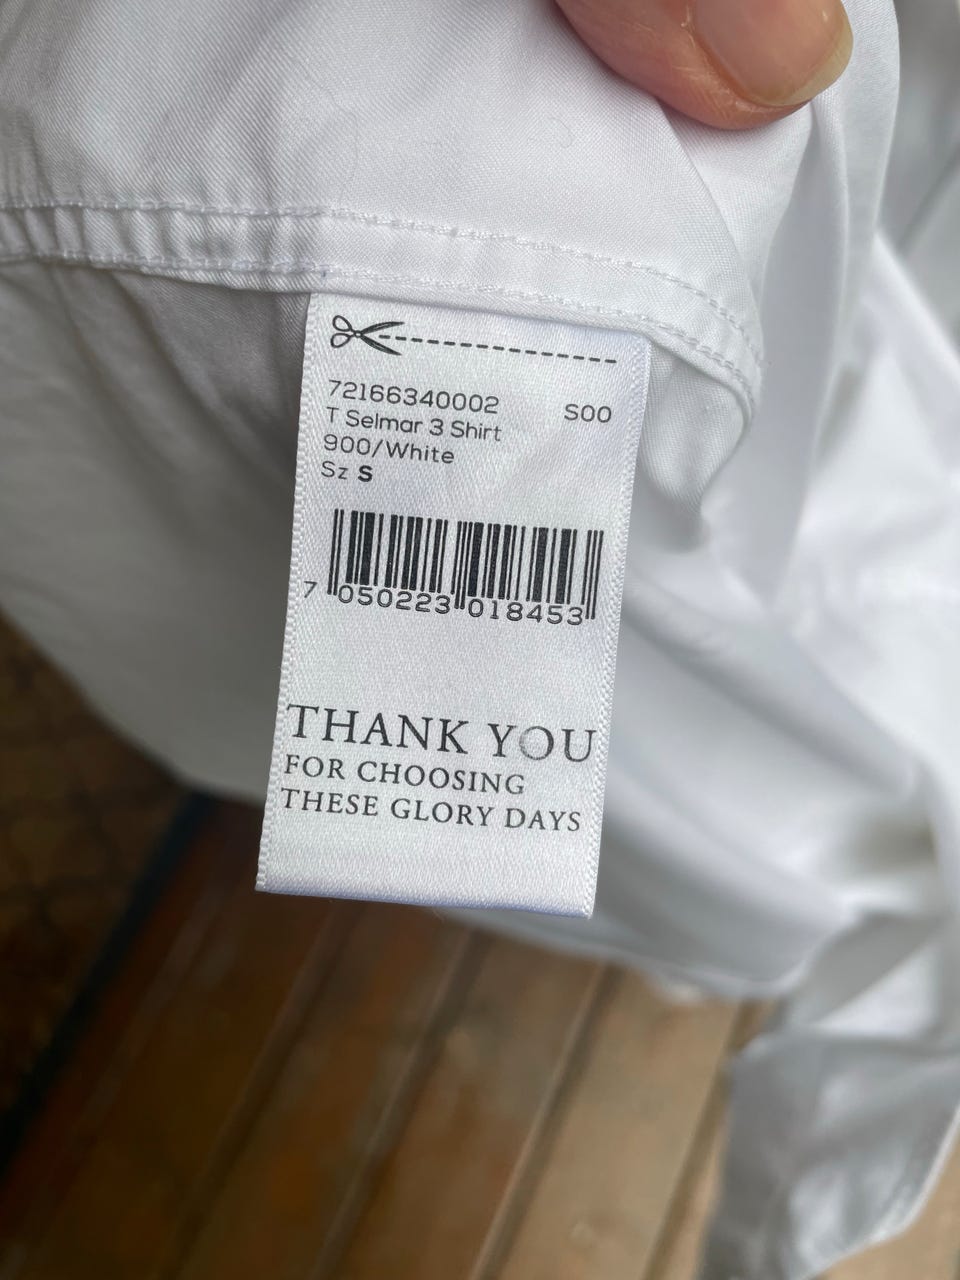 72166340002 S00
T Selmar 3 Shirt
900/White
Sz S
7 050223 018453
THANK YOU
FOR CHOOSING
THESE GLORY DAYS